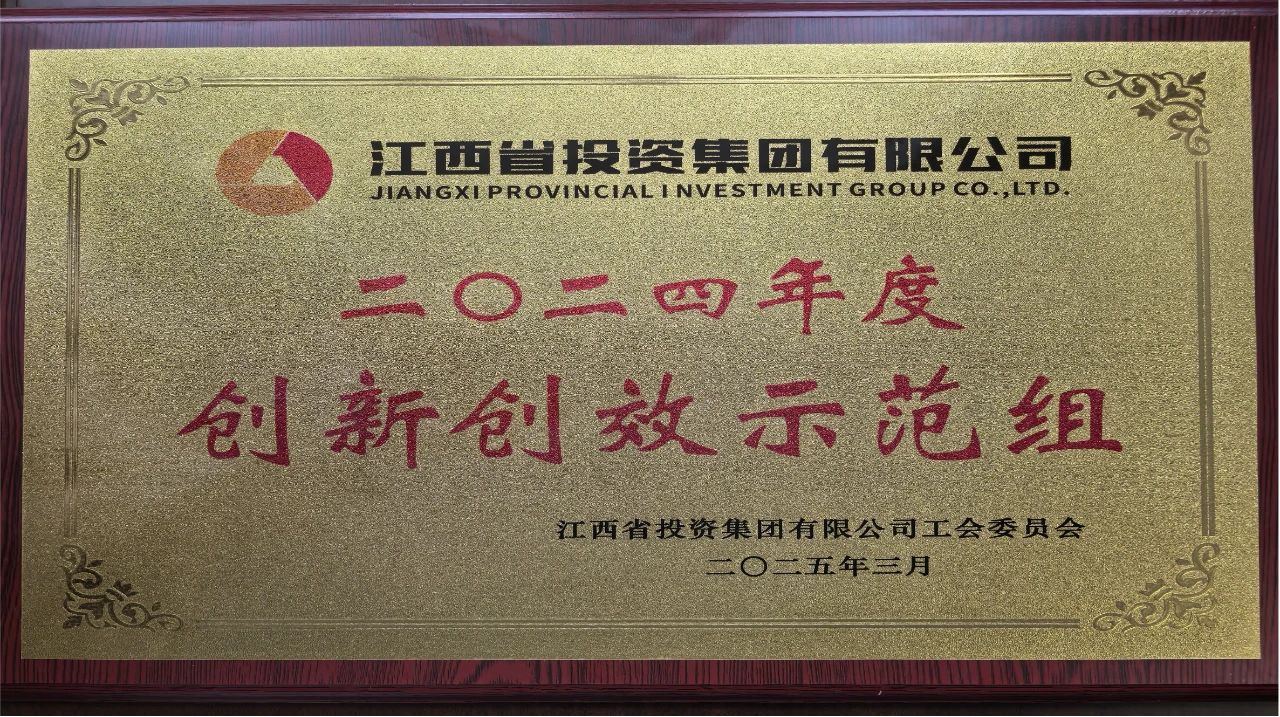 江西省投资集团有限公司
JIANGXI PROVINCIAL INVESTMENT GROUP CO.,LTD.
二〇二四年度
创新创效示范组
江西省投资集团有限公司工会委员会
二〇二五年三月